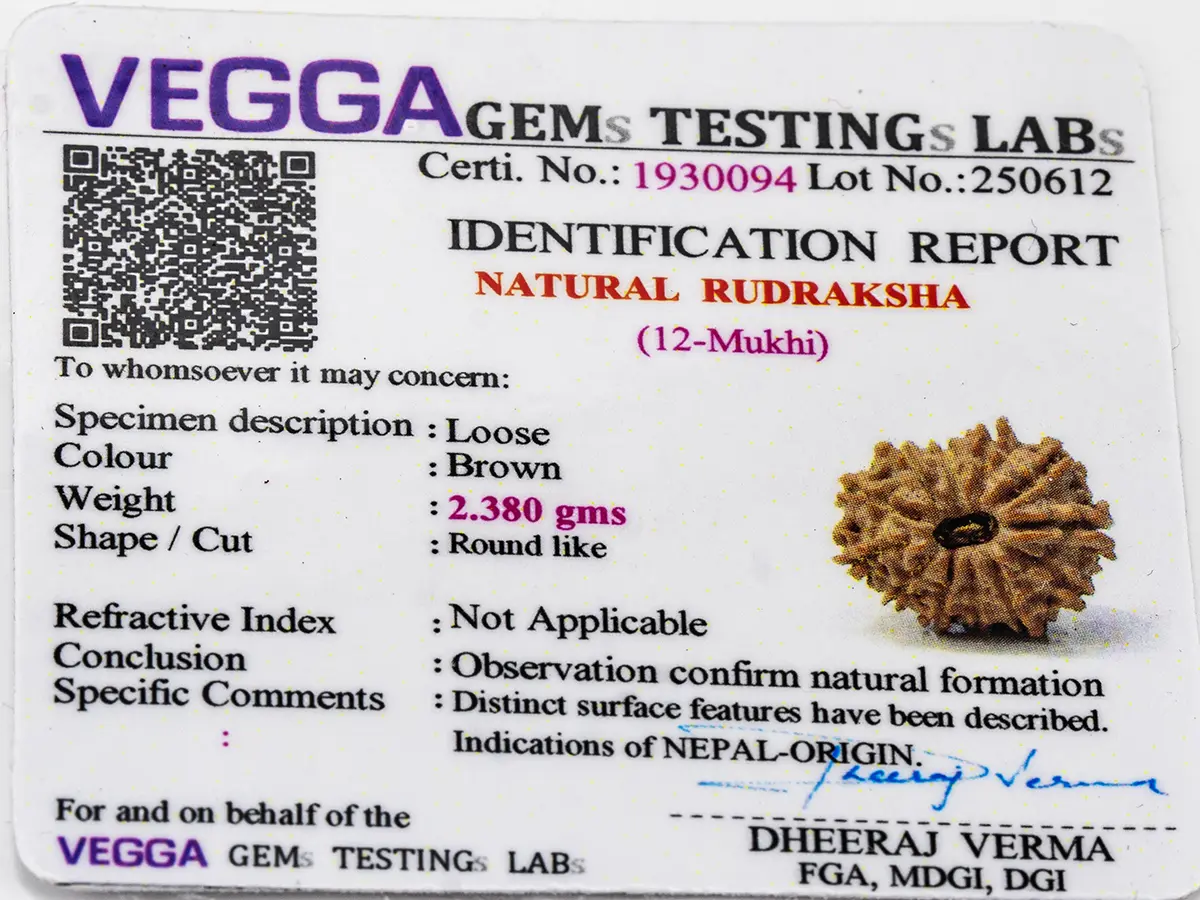 VEGGA GEMs TESTINGs LABs
Certi. No.: 1930094 Lot No.:250612
IDENTIFICATION REPORT
NATURAL RUDRAKSHA
(12-Mukhi)
To whomsoever it may concern:
Specimen description : Loose
Colour : Brown
Weight : 2.380 gms
Shape / Cut : Round like
Refractive Index : Not Applicable
Conclusion : Observation confirm natural formation
Specific Comments : Distinct surface features have been described.
: Indications of NEPAL-ORIGIN.
Dheeraj Verma
For and on behalf of the
VEGGA GEMs TESTINGs LABs
DHEERAJ VERMA
FGA, MDGI, DGI